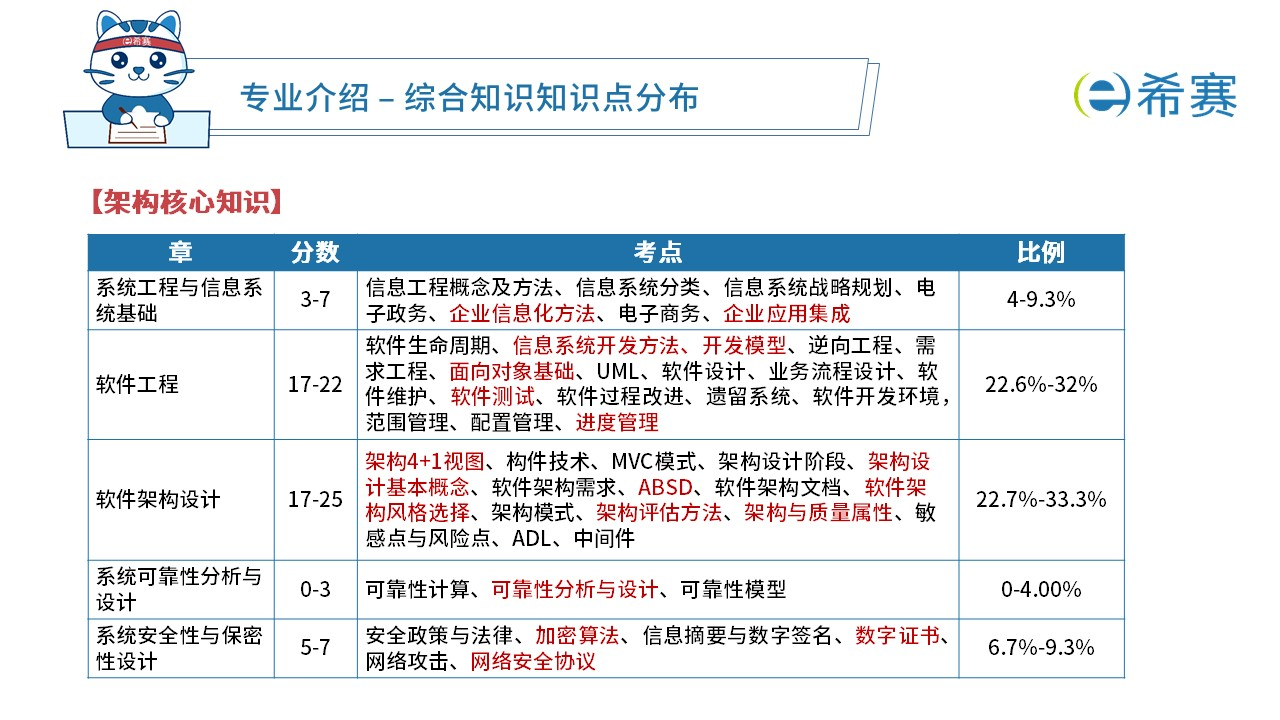 希赛
专业介绍 – 综合知识知识点分布
希赛
【架构核心知识】
章 分数 考点 比例
系统工程与信息系
统基础
3-7
信息工程概念及方法、信息系统分类、信息系统战略规划、电
子政务、企业信息化方法、电子商务、企业应用集成
4-9.3%
软件工程
17-22
软件生命周期、信息系统开发方法、开发模型、逆向工程、需
求工程、面向对象基础、UML、软件设计、业务流程设计、软
件维护、软件测试、软件过程改进、遗留系统、软件开发环境，
范围管理、配置管理、进度管理
22.6%-32%
软件架构设计
17-25
架构4+1视图、构件技术、MVC模式、架构设计阶段、架构设
计基本概念、软件架构需求、ABSD、软件架构文档、软件架
构风格选择、架构模式、架构评估方法、架构与质量属性、敏
感点与风险点、ADL、中间件
22.7%-33.3%
系统可靠性分析与
设计
0-3
可靠性计算、可靠性分析与设计、可靠性模型
0-4.00%
系统安全性与保密
性设计
5-7
安全政策与法律、加密算法、信息摘要与数字签名、数字证书、
网络攻击、网络安全协议
6.7%-9.3%